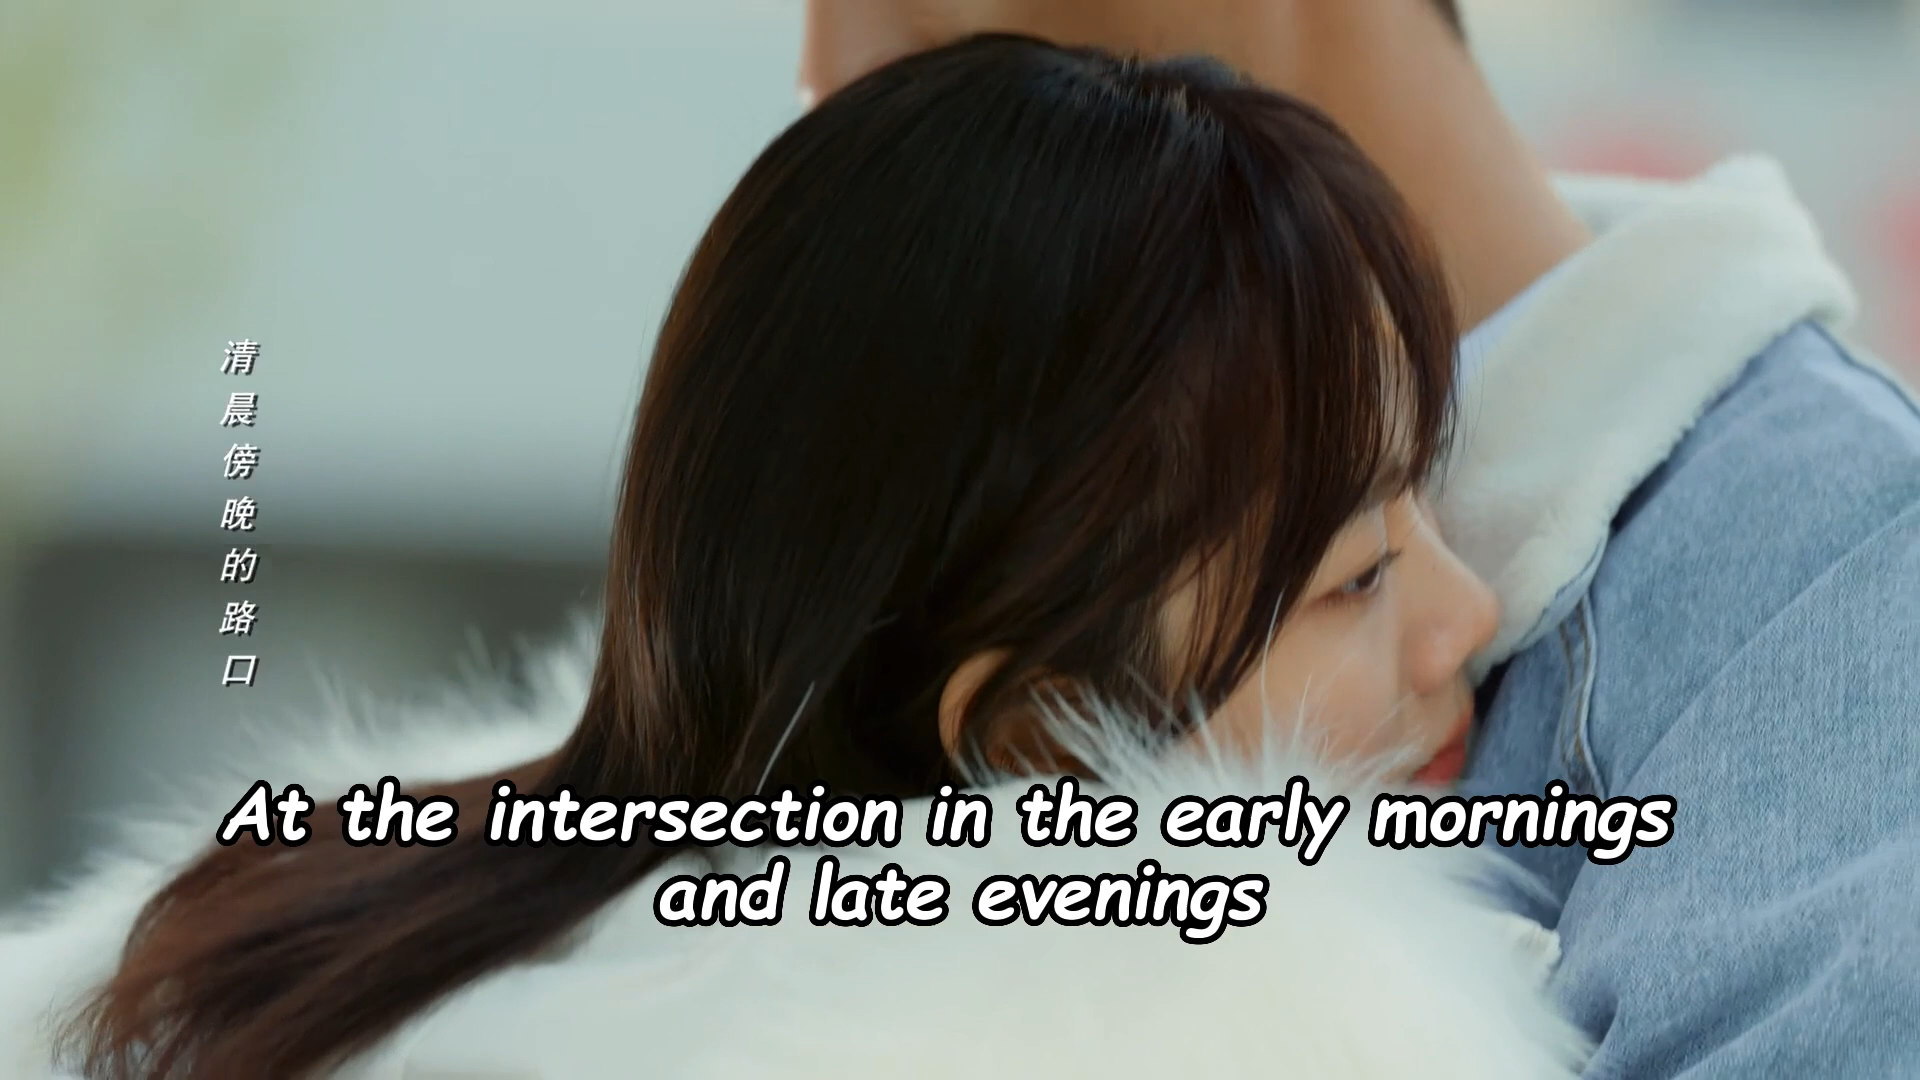 清晨傍晚的路口
At the intersection in the early mornings
and late evenings